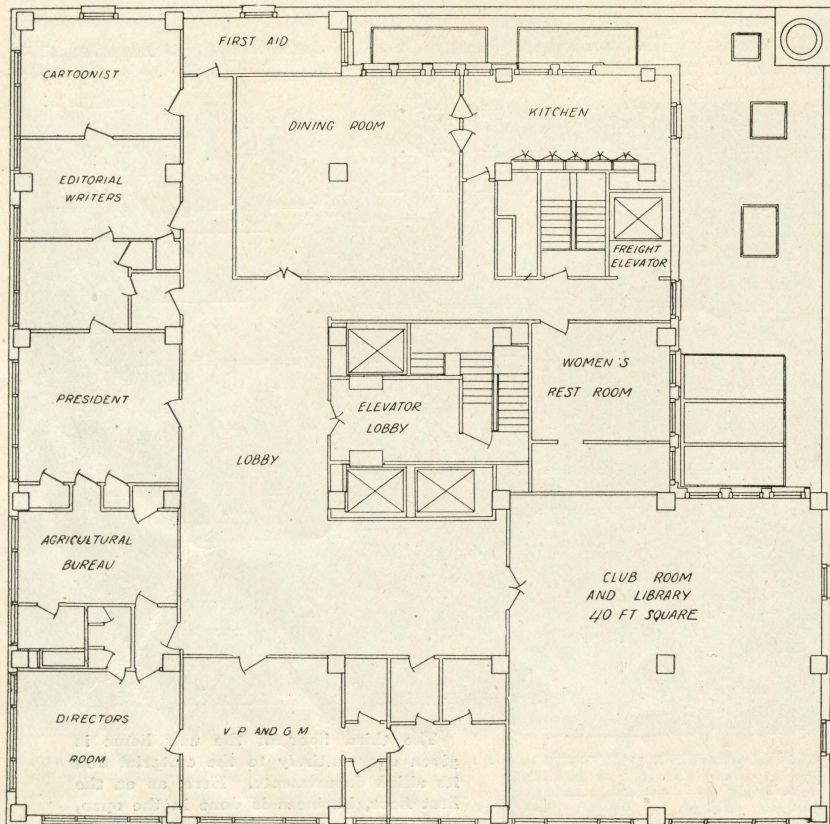 FIRST AID
CARTOONIST
DINING ROOM
KITCHEN
EDITORIAL
WRITERS
FREIGHT
ELEVATOR
PRESIDENT
WOMEN'S
REST ROOM
ELEVATOR
LOBBY
LOBBY
AGRICULTURAL
BUREAU
CLUB ROOM
AND LIBRARY
40 FT SQUARE
DIRECTORS
ROOM
V.P AND G M